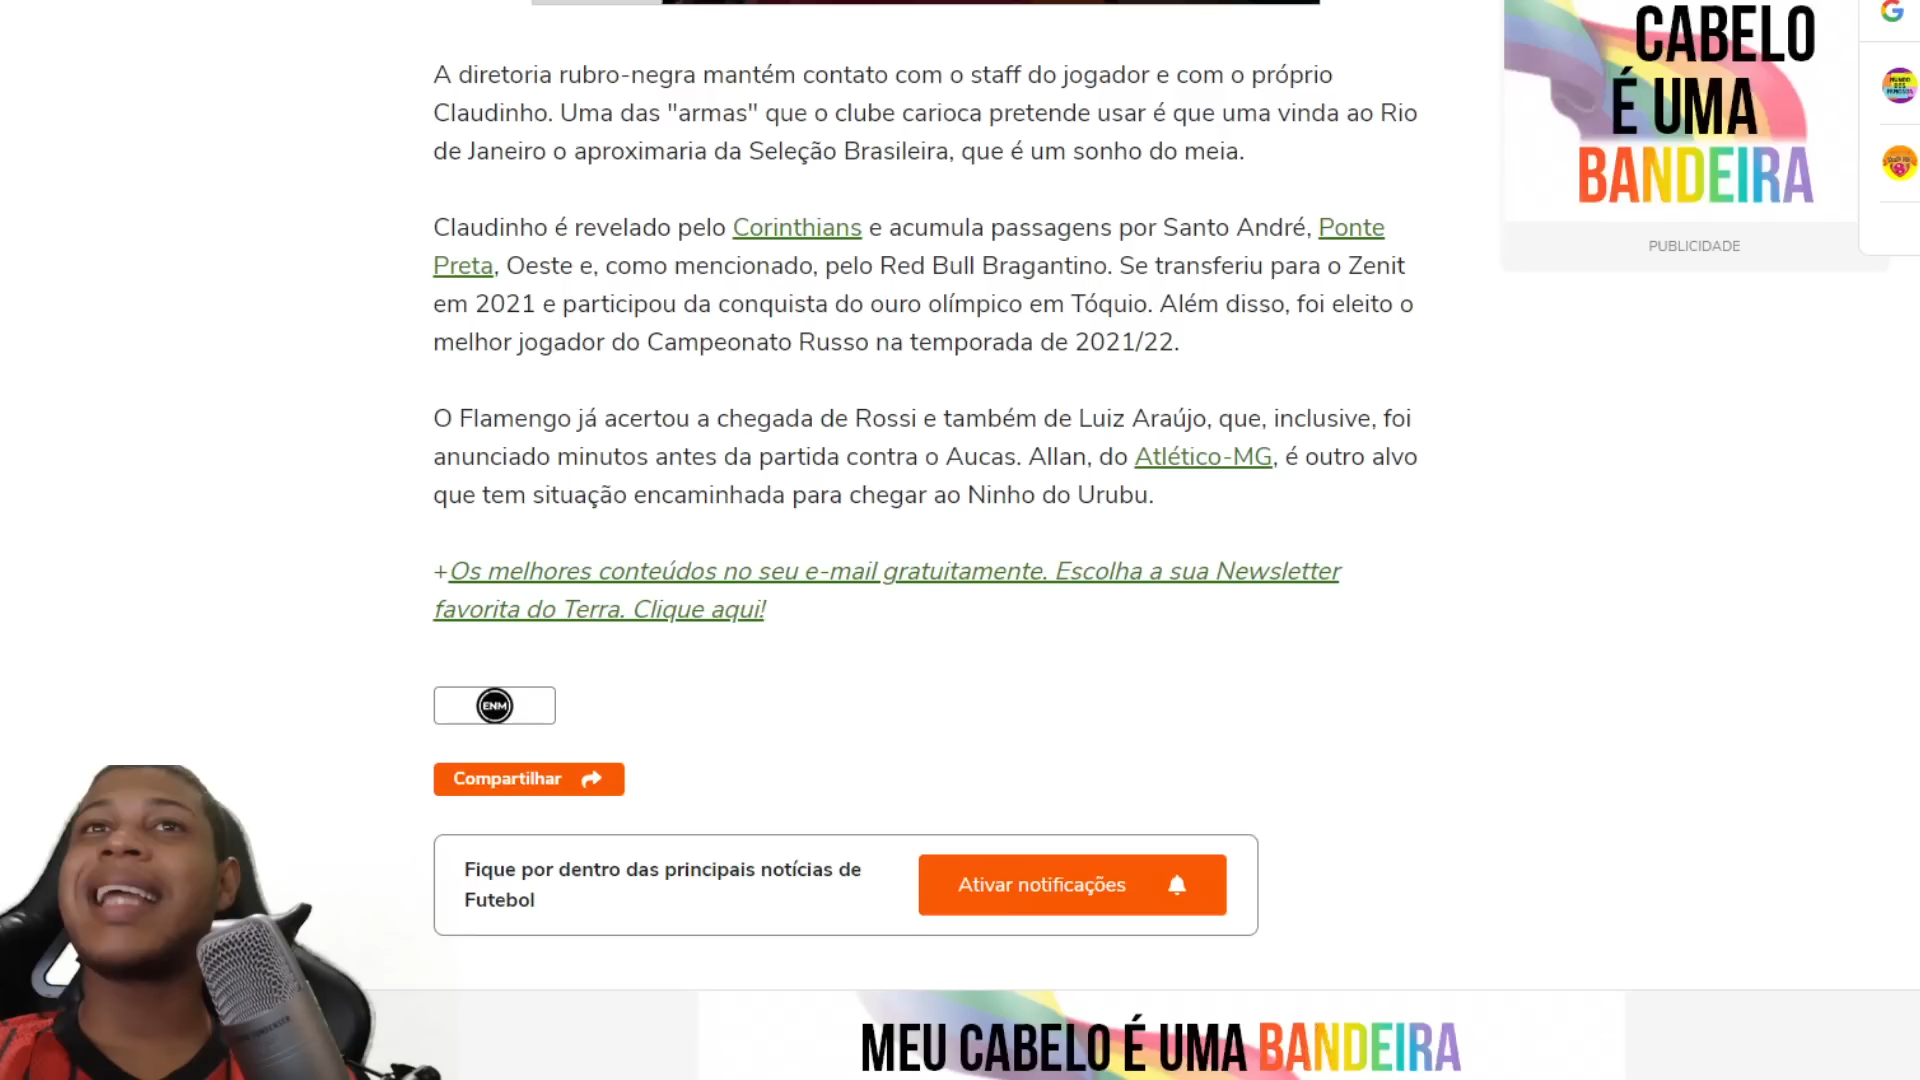 CABELO
É UMA
BANDEIRA
PUBLICIDADE
A diretoria rubro-negra mantém contato com o staff do jogador e com o próprio
Claudinho. Uma das "armas" que o clube carioca pretende usar é que uma vinda ao Rio
de Janeiro o aproximaria da Seleção Brasileira, que é um sonho do meia.
Claudinho é revelado pelo Corinthians e acumula passagens por Santo André, Ponte
Preta, Oeste e, como mencionado, pelo Red Bull Bragantino. Se transferiu para o Zenit
em 2021 e participou da conquista do ouro olímpico em Tóquio. Além disso, foi eleito o
melhor jogador do Campeonato Russo na temporada de 2021/22.
O Flamengo já acertou a chegada de Rossi e também de Luiz Araújo, que, inclusive, foi
anunciado minutos antes da partida contra o Aucas. Allan, do Atlético-MG, é outro alvo
que tem situação encaminhada para chegar ao Ninho do Urubu.
+Os melhores conteúdos no seu e-mail gratuitamente. Escolha a sua Newsletter
favorita do Terra. Clique aqui!
ENM
Compartilhar
Fique por dentro das principais notícias de
Futebol
Ativar notificações
MEU CABELO É UMA BANDEIRA